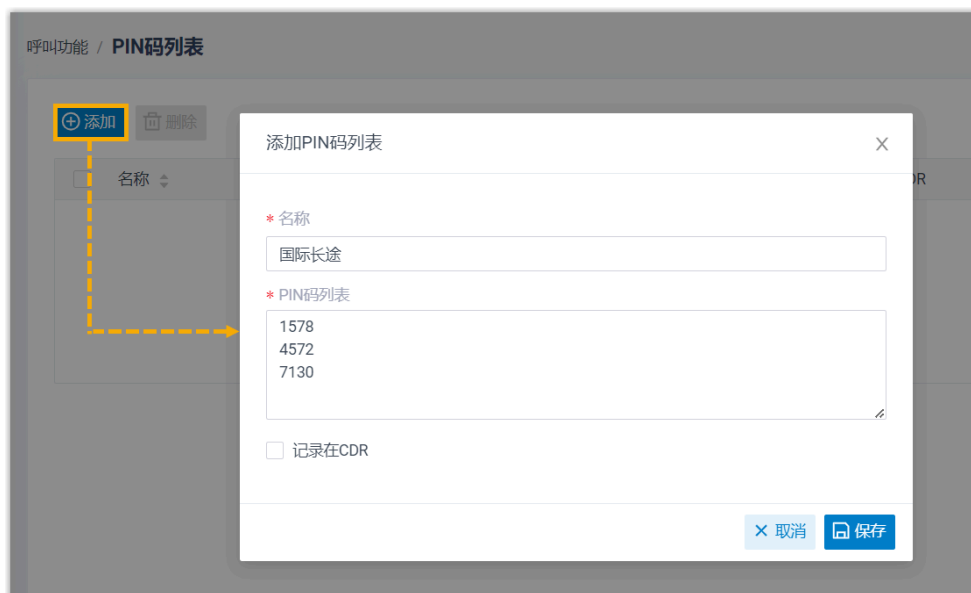 呼叫功能 / PIN码列表
添加 删除
添加PIN码列表
名称
DR
* 名称
国际长途
* PIN码列表
1578
4572
7130
记录在CDR
取消 保存